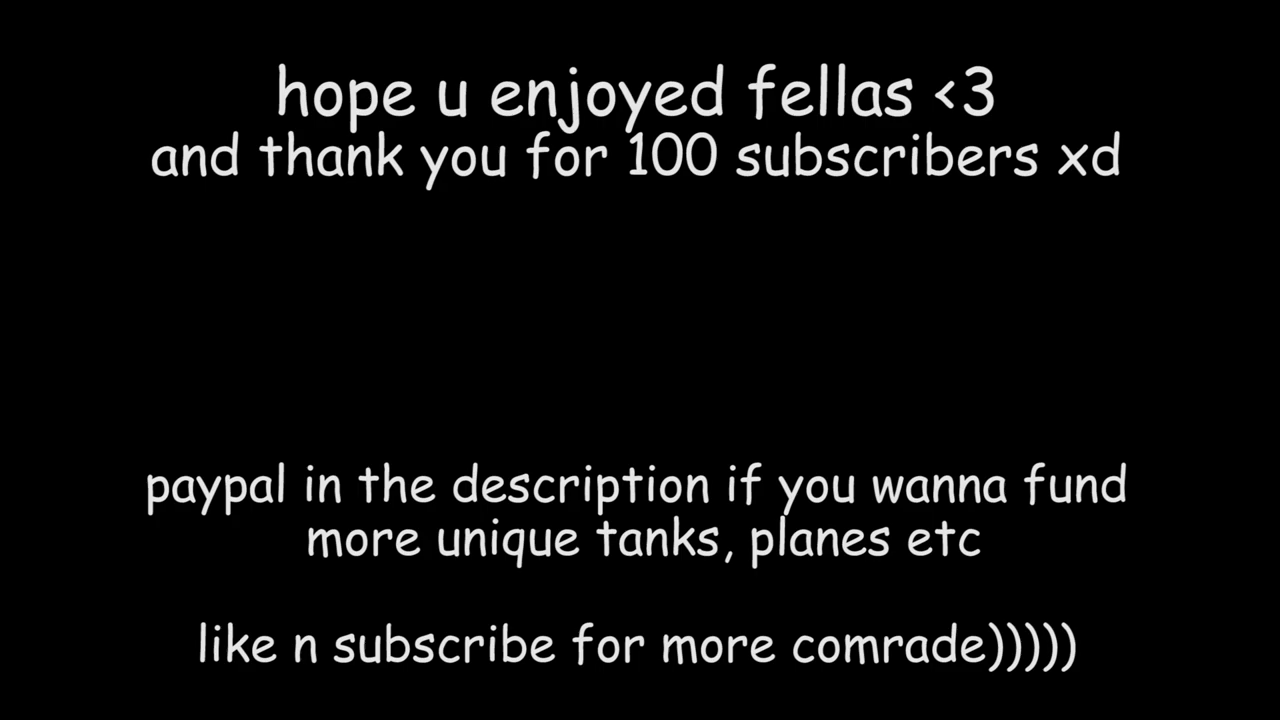 hope u enjoyed fellas <3
and thank you for 100 subscribers xd
paypal in the description if you wanna fund
more unique tanks, planes etc
like n subscribe for more comrade)))))